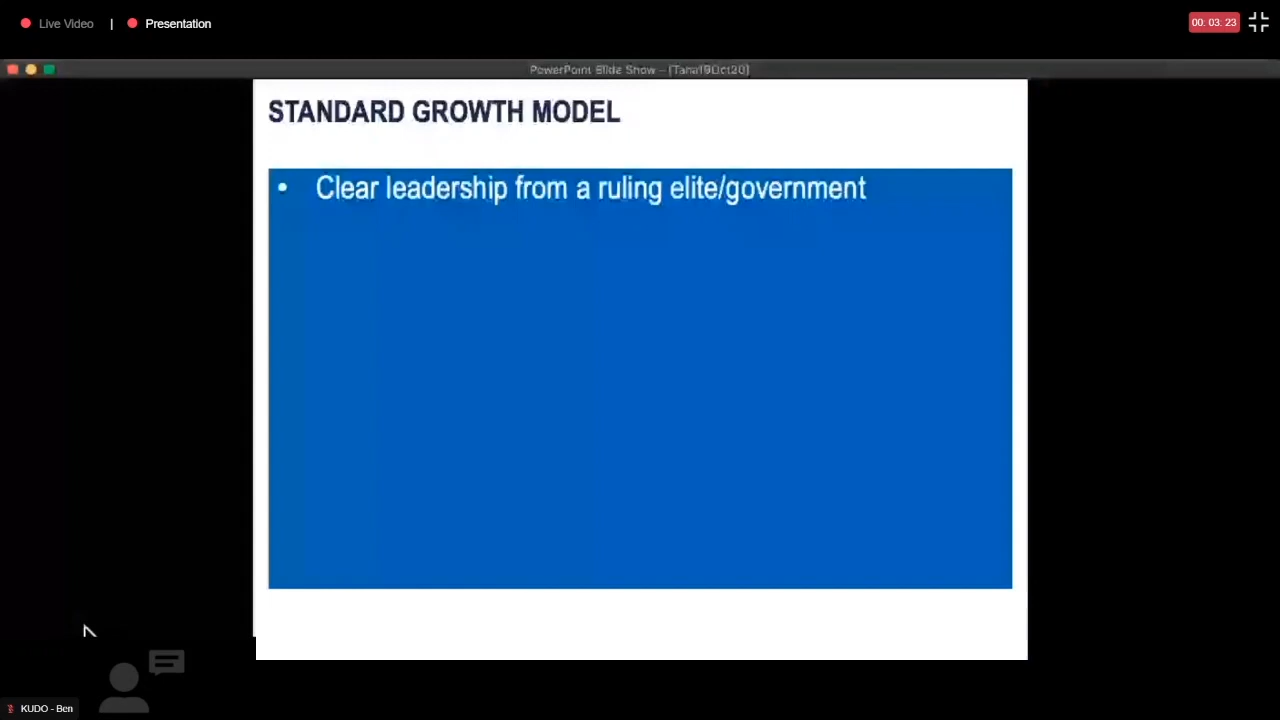 Live Video | Presentation
00: 03: 23
PowerPoint Slide Show - [Tana19Oct20]
STANDARD GROWTH MODEL
• Clear leadership from a ruling elite/government
KUDO - Ben